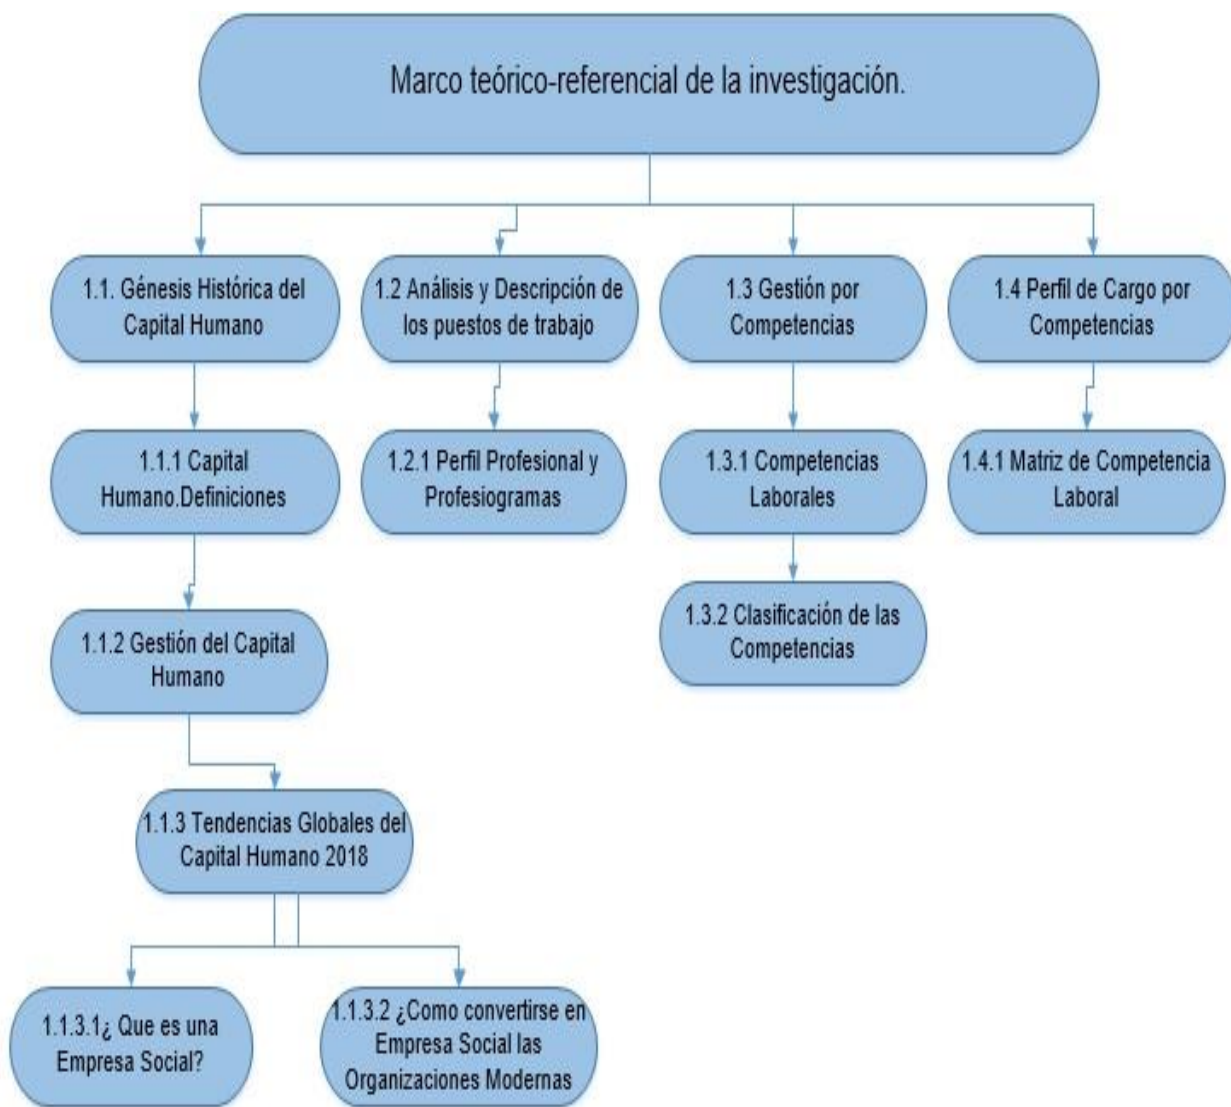 Marco teórico-referencial de la investigación.
1.1. Génesis Histórica del
Capital Humano
1.2 Análisis y Descripción de
los puestos de trabajo
1.3 Gestión por
Competencias
1.4 Perfil de Cargo por
Competencias
1.1.1 Capital
Humano.Definiciones
1.2.1 Perfil Profesional y
Profesiogramas
1.3.1 Competencias
Laborales
1.4.1 Matriz de Competencia
Laboral
1.1.2 Gestión del Capital
Humano
1.3.2 Clasificación de las
Competencias
1.1.3 Tendencias Globales del
Capital Humano 2018
1.1.3.1¿ Que es una
Empresa Social?
1.1.3.2 ¿Como convertirse en
Empresa Social las
Organizaciones Modernas